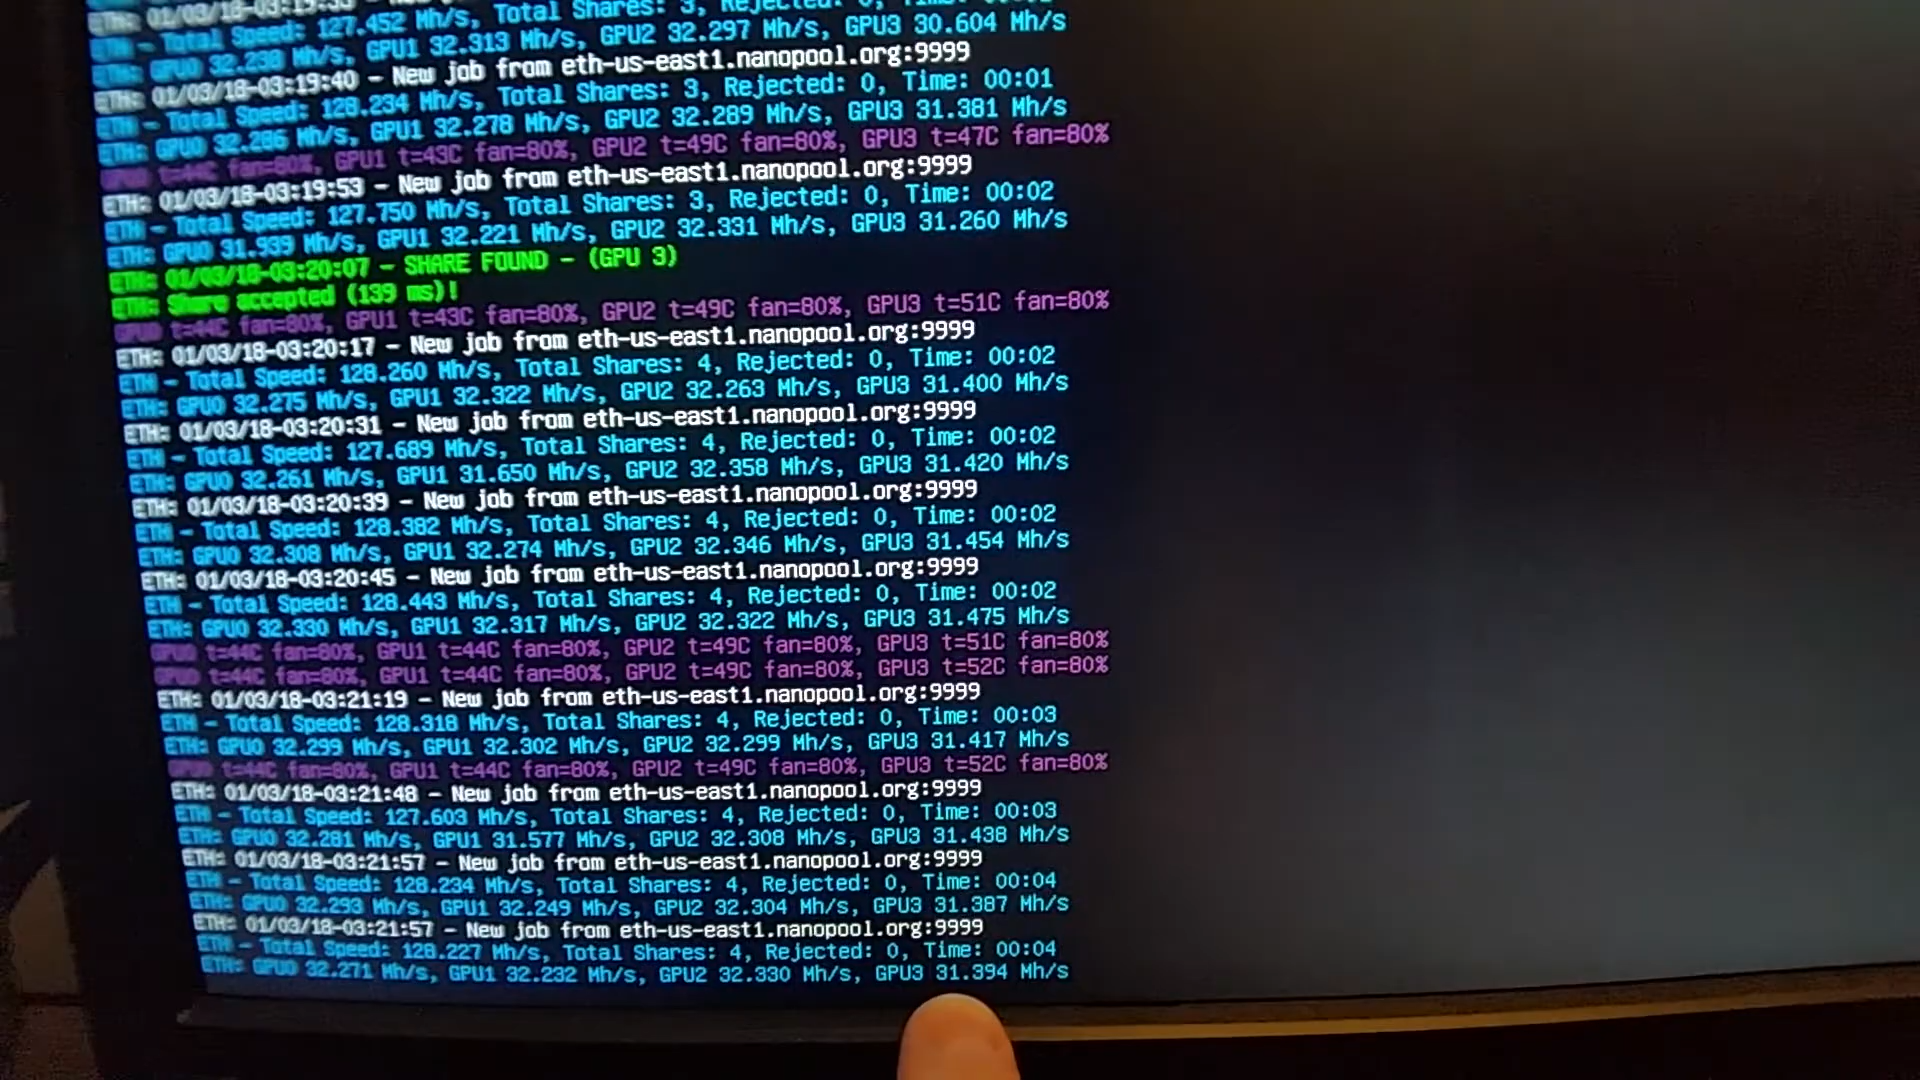 ETH: 01/03/18-03:19:33 - New
ETH - Total Speed: 127.452 Mh/s, Total Shares: 3, Rejected: 0,
ETH: GPU0 32.238 Mh/s, GPU1 32.313 Mh/s, GPU2 32.297 Mh/s, GPU3 30.604 Mh/s
ETH: 01/03/18-03:19:40 - New job from eth-us-east1.nanopool.org:9999
ETH - Total Speed: 128.234 Mh/s, Total Shares: 3, Rejected: 0, Time: 00:01
ETH: GPU0 32.286 Mh/s, GPU1 32.278 Mh/s, GPU2 32.289 Mh/s, GPU3 31.381 Mh/s
GPU0 t=44C fan=80%, GPU1 t=43C fan=80%, GPU2 t=49C fan=80%, GPU3 t=47C fan=80%
ETH: 01/03/18-03:19:53 - New job from eth-us-east1.nanopool.org:9999
ETH - Total Speed: 127.750 Mh/s, Total Shares: 3, Rejected: 0, Time: 00:02
ETH: GPU0 31.939 Mh/s, GPU1 32.221 Mh/s, GPU2 32.331 Mh/s, GPU3 31.260 Mh/s
ETH: 01/03/18-03:20:07 - SHARE FOUND - (GPU 3)
ETH: Share accepted (139 ms)!
GPU0 t=44C fan=80%, GPU1 t=43C fan=80%, GPU2 t=49C fan=80%, GPU3 t=51C fan=80%
ETH: 01/03/18-03:20:17 - New job from eth-us-east1.nanopool.org:9999
ETH - Total Speed: 128.260 Mh/s, Total Shares: 4, Rejected: 0, Time: 00:02
ETH: GPU0 32.275 Mh/s, GPU1 32.322 Mh/s, GPU2 32.263 Mh/s, GPU3 31.400 Mh/s
ETH: 01/03/18-03:20:31 - New job from eth-us-east1.nanopool.org:9999
ETH - Total Speed: 127.689 Mh/s, Total Shares: 4, Rejected: 0, Time: 00:02
ETH: GPU0 32.261 Mh/s, GPU1 31.650 Mh/s, GPU2 32.358 Mh/s, GPU3 31.420 Mh/s
ETH: 01/03/18-03:20:39 - New job from eth-us-east1.nanopool.org:9999
ETH - Total Speed: 128.382 Mh/s, Total Shares: 4, Rejected: 0, Time: 00:02
ETH: GPU0 32.308 Mh/s, GPU1 32.274 Mh/s, GPU2 32.346 Mh/s, GPU3 31.454 Mh/s
ETH: 01/03/18-03:20:45 - New job from eth-us-east1.nanopool.org:9999
ETH - Total Speed: 128.443 Mh/s, Total Shares: 4, Rejected: 0, Time: 00:02
ETH: GPU0 32.330 Mh/s, GPU1 32.317 Mh/s, GPU2 32.322 Mh/s, GPU3 31.475 Mh/s
GPU0 t=44C fan=80%, GPU1 t=44C fan=80%, GPU2 t=49C fan=80%, GPU3 t=51C fan=80%
GPU0 t=44C fan=80%, GPU1 t=44C fan=80%, GPU2 t=49C fan=80%, GPU3 t=52C fan=80%
ETH: 01/03/18-03:21:19 - New job from eth-us-east1.nanopool.org:9999
ETH - Total Speed: 128.318 Mh/s, Total Shares: 4, Rejected: 0, Time: 00:03
ETH: GPU0 32.299 Mh/s, GPU1 32.302 Mh/s, GPU2 32.299 Mh/s, GPU3 31.417 Mh/s
GPU0 t=44C fan=80%, GPU1 t=44C fan=80%, GPU2 t=49C fan=80%, GPU3 t=52C fan=80%
ETH: 01/03/18-03:21:48 - New job from eth-us-east1.nanopool.org:9999
ETH - Total Speed: 127.603 Mh/s, Total Shares: 4, Rejected: 0, Time: 00:03
ETH: GPU0 32.281 Mh/s, GPU1 31.577 Mh/s, GPU2 32.308 Mh/s, GPU3 31.438 Mh/s
ETH: 01/03/18-03:21:57 - New job from eth-us-east1.nanopool.org:9999
ETH - Total Speed: 128.234 Mh/s, Total Shares: 4, Rejected: 0, Time: 00:04
ETH: GPU0 32.293 Mh/s, GPU1 32.249 Mh/s, GPU2 32.304 Mh/s, GPU3 31.387 Mh/s
ETH: 01/03/18-03:21:57 - New job from eth-us-east1.nanopool.org:9999
ETH - Total Speed: 128.227 Mh/s, Total Shares: 4, Rejected: 0, Time: 00:04
ETH: GPU0 32.271 Mh/s, GPU1 32.232 Mh/s, GPU2 32.330 Mh/s, GPU3 31.394 Mh/s